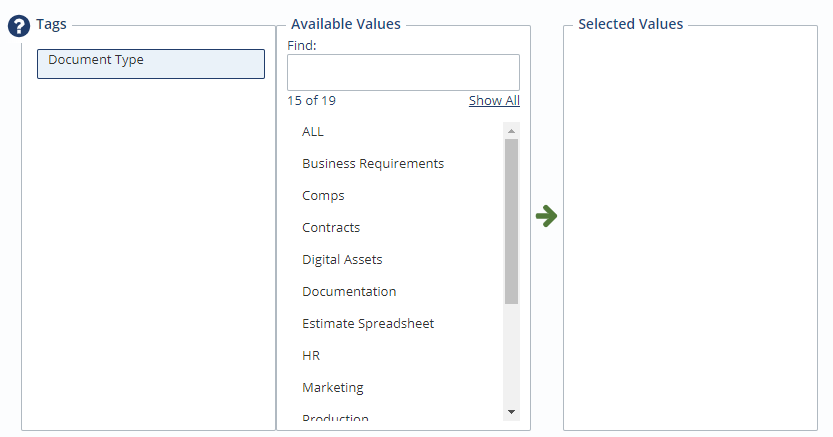 ?
Tags
Document Type
Available Values
Find:
15 of 19
Show All
ALL
Business Requirements
Comps
Contracts
Digital Assets
Documentation
Estimate Spreadsheet
HR
Marketing
Production
Selected Values